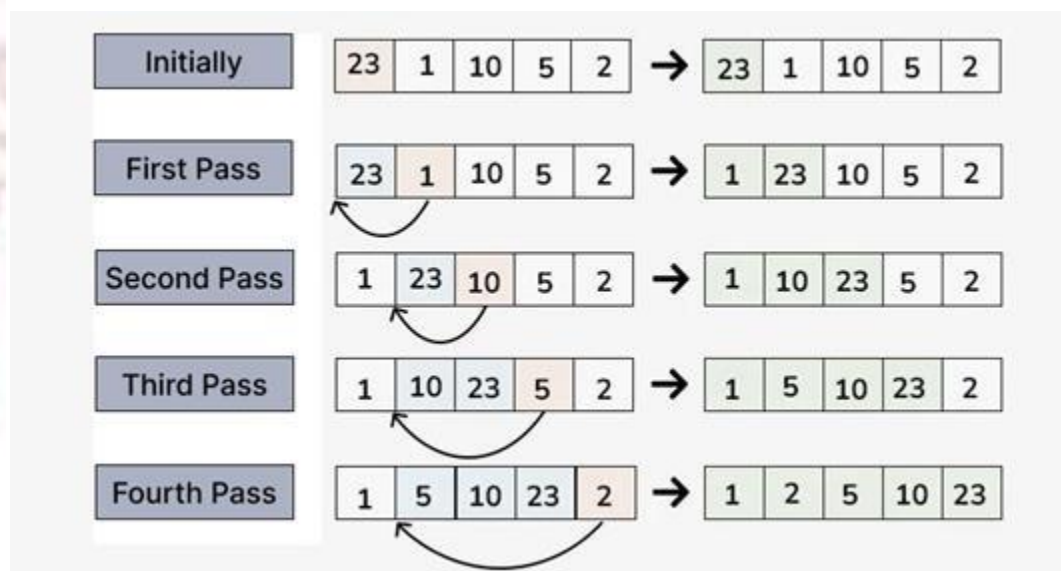 Initially 23 1 10 5 2 → 23 1 10 5 2
First Pass 23 1 10 5 2 → 1 23 10 5 2
Second Pass 1 23 10 5 2 → 1 10 23 5 2
Third Pass 1 10 23 5 2 → 1 5 10 23 2
Fourth Pass 1 5 10 23 2 → 1 2 5 10 23